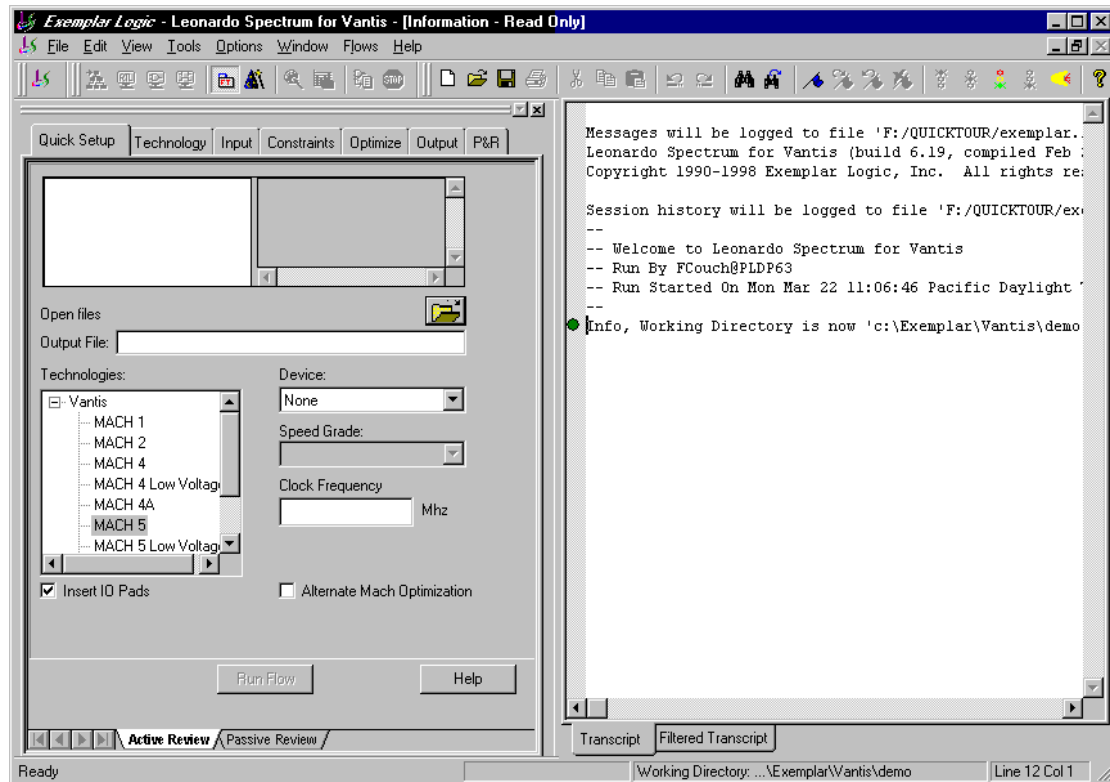 Exemplar Logic - Leonardo Spectrum for Vantis - [Information - Read Only]
File Edit View Tools Options Window Flows Help
Quick Setup Technology Input Constraints Optimize Output P&R
Open files
Output File:
Technologies:
Vantis
MACH 1
MACH 2
MACH 4
MACH 4 Low Voltag
MACH 4A
MACH 5
MACH 5 Low Voltag
Device:
None
Speed Grade:
Clock Frequency
Mhz
Insert IO Pads
Alternate Mach Optimization
Run Flow Help
Active Review Passive Review
Messages will be logged to file 'F:/QUICKTOUR/exemplar..
Leonardo Spectrum for Vantis (build 6.19, compiled Feb
Copyright 1990-1998 Exemplar Logic, Inc. All rights re
Session history will be logged to file 'F:/QUICKTOUR/ex
--
-- Welcome to Leonardo Spectrum for Vantis
-- Run By FCouch@PLDP63
-- Run Started On Mon Mar 22 11:06:46 Pacific Daylight
--
Info, Working Directory is now 'c:\Exemplar\Vantis\demo
Transcript Filtered Transcript
Ready
Working Directory: ...\Exemplar\Vantis\demo
Line 12 Col 1